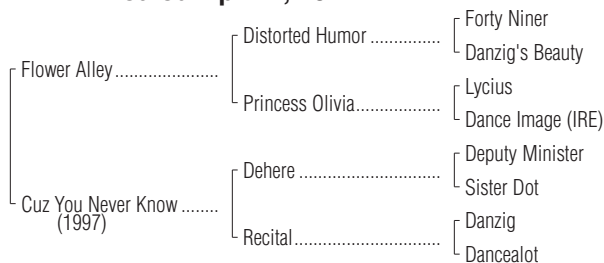 Forty Niner
Distorted Humor
Danzig's Beauty
Flower Alley
Lycius
Princess Olivia
Dance Image (IRE)
Deputy Minister
Dehere
Sister Dot
Cuz You Never Know
(1997)
Danzig
Recital
Dancealot